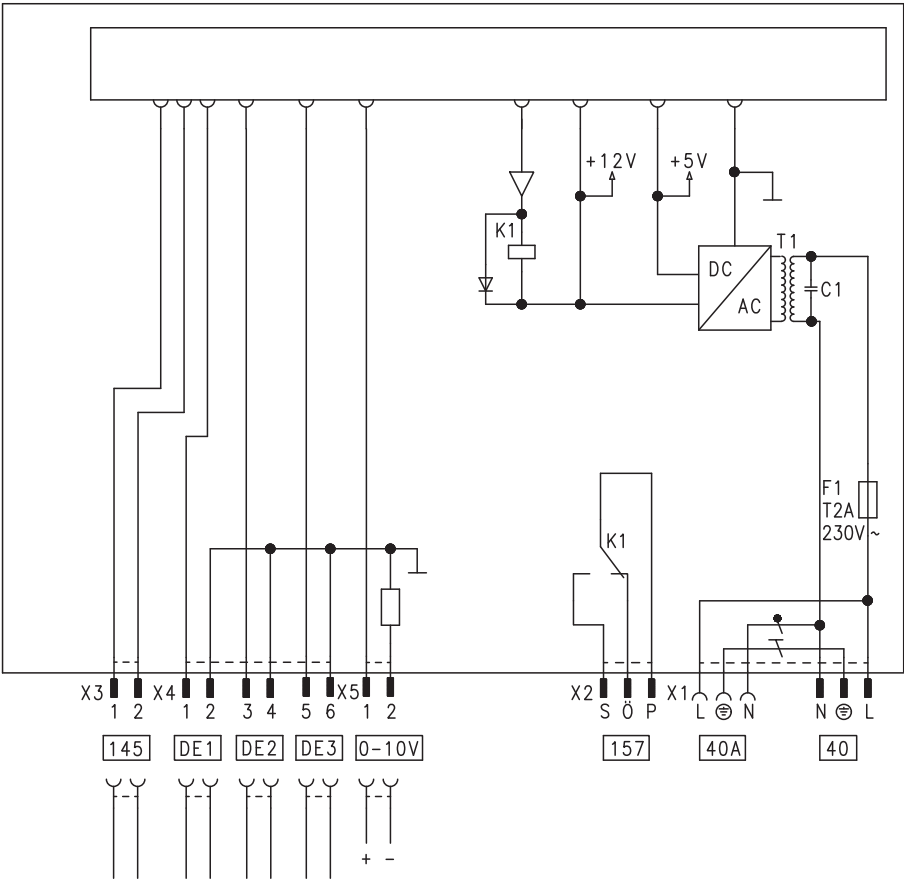 +12V +5V
K1
T1
DC
AC
C1
F1
T2A
230V~
K1
X3 X4 X5 X2 X1
1 2 1 2 3 4 5 6 1 2 S Ö P L N N L
145 DE1 DE2 DE3 0-10V 157 40A 40
+ -